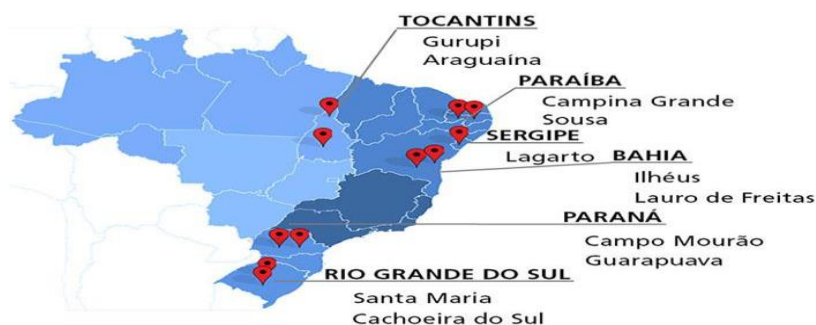 TOCANTINS
Gurupi
Araguaína
PARAÍBA
Campina Grande
Sousa
SERGIPE
Lagarto
BAHIA
Ilhéus
Lauro de Freitas
PARANÁ
Campo Mourão
Guarapuava
RIO GRANDE DO SUL
Santa Maria
Cachoeira do Sul